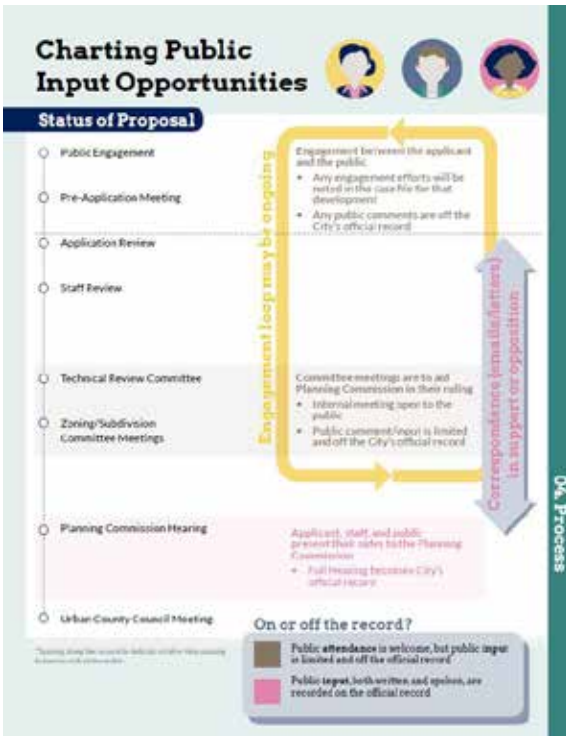 Charting Public
Input Opportunities
Status of Proposal
Public Engagement
Pre-Application Meeting
Application Review
Staff Review
Technical Review Committee
Zoning/Subdivision
Committee Meetings
Planning Commission Hearing
Urban County Council Meeting
Engagement loop may be ongoing
Engagement between the applicant
and the public
• Any engagement efforts will be
noted in the case file for that
development
• Any public comments are off the
City's official record
Committee meetings are to aid
Planning Commission in their ruling
• Internal meeting open to the
public
• Public comment/input is limited
and off the City's official record
Correspondence (emails/letters)
in support or opposition
Applicant, staff, and public
present their sides to the Planning
Commission
• Full Hearing becomes City's
official record
On or off the record?
Public attendance is welcome, but public input
is limited and off the official record
Public input, both written and spoken, are
recorded on the official record
04. Process